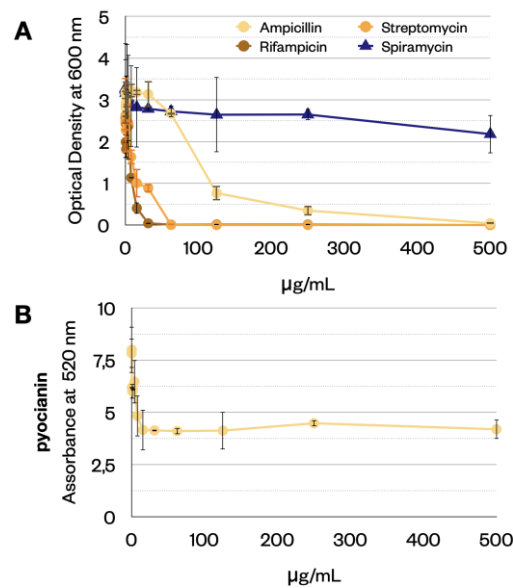 A
Ampicillin
Streptomycin
Rifampicin
Spiramycin
Optical Density at 600 nm
5
4
3
2
1
0
0
100
200
300
400
500
µg/mL
B
pyocianin
Assorbance at 520 nm
10
7,5
5
2,5
0
0
100
200
300
400
500
µg/mL